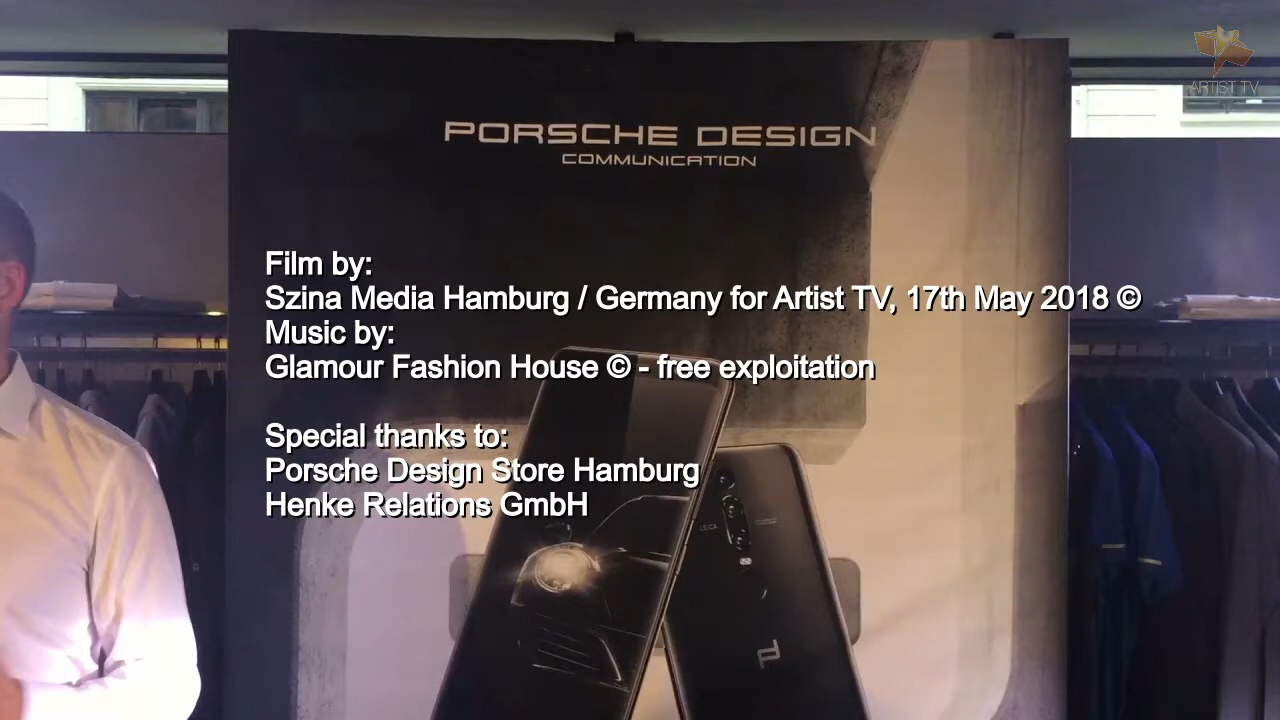 ARTIST TV
PORSCHE DESIGN
COMMUNICATION
Film by:
Szina Media Hamburg / Germany for Artist TV, 17th May 2018 ©
Music by:
Glamour Fashion House © - free exploitation
Special thanks to:
Porsche Design Store Hamburg
Henke Relations GmbH
LEICA